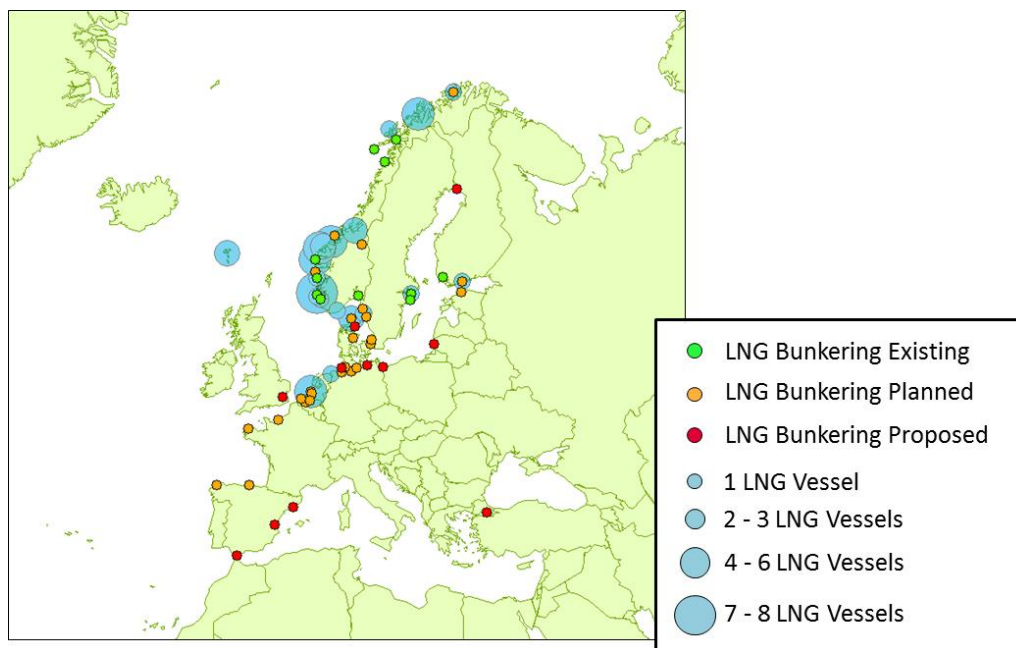 LNG Bunkering Existing
LNG Bunkering Planned
LNG Bunkering Proposed
1 LNG Vessel
2 - 3 LNG Vessels
4 - 6 LNG Vessels
7 - 8 LNG Vessels